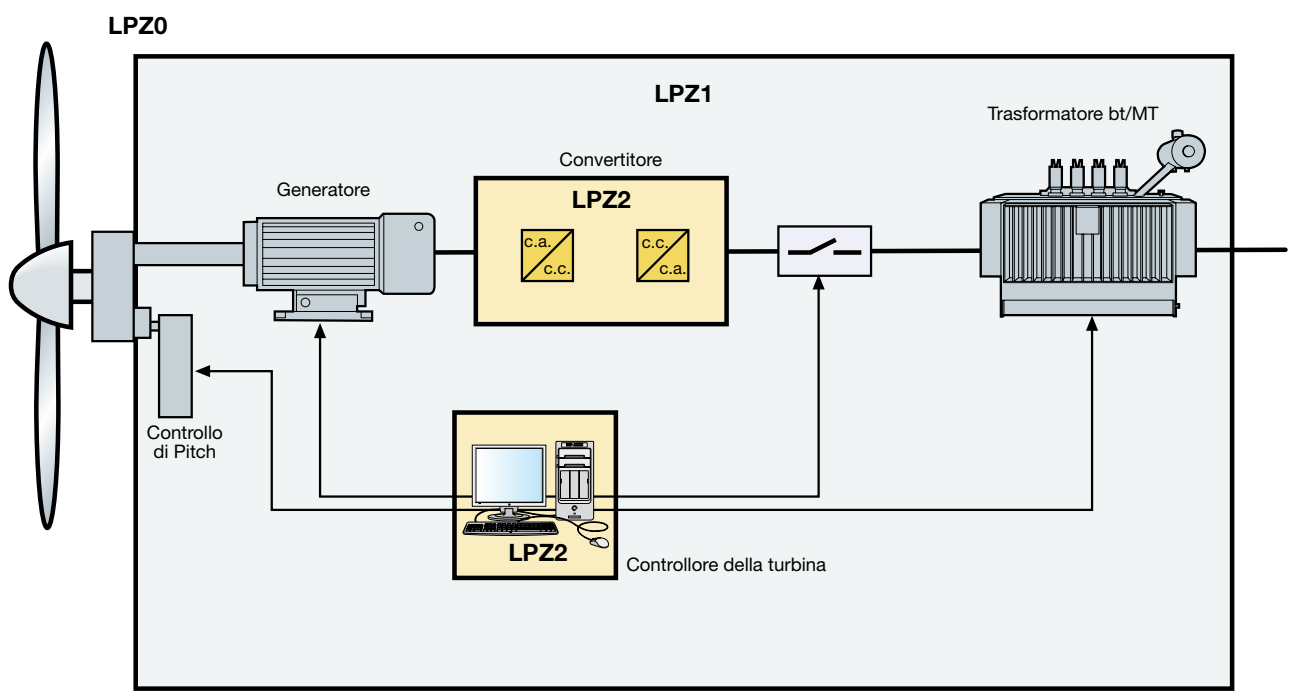 LPZ0
LPZ1
Trasformatore bt/MT
Convertitore
Generatore
LPZ2
c.a.
c.c.
c.c.
c.a.
Controllo
di Pitch
LPZ2
Controllore della turbina